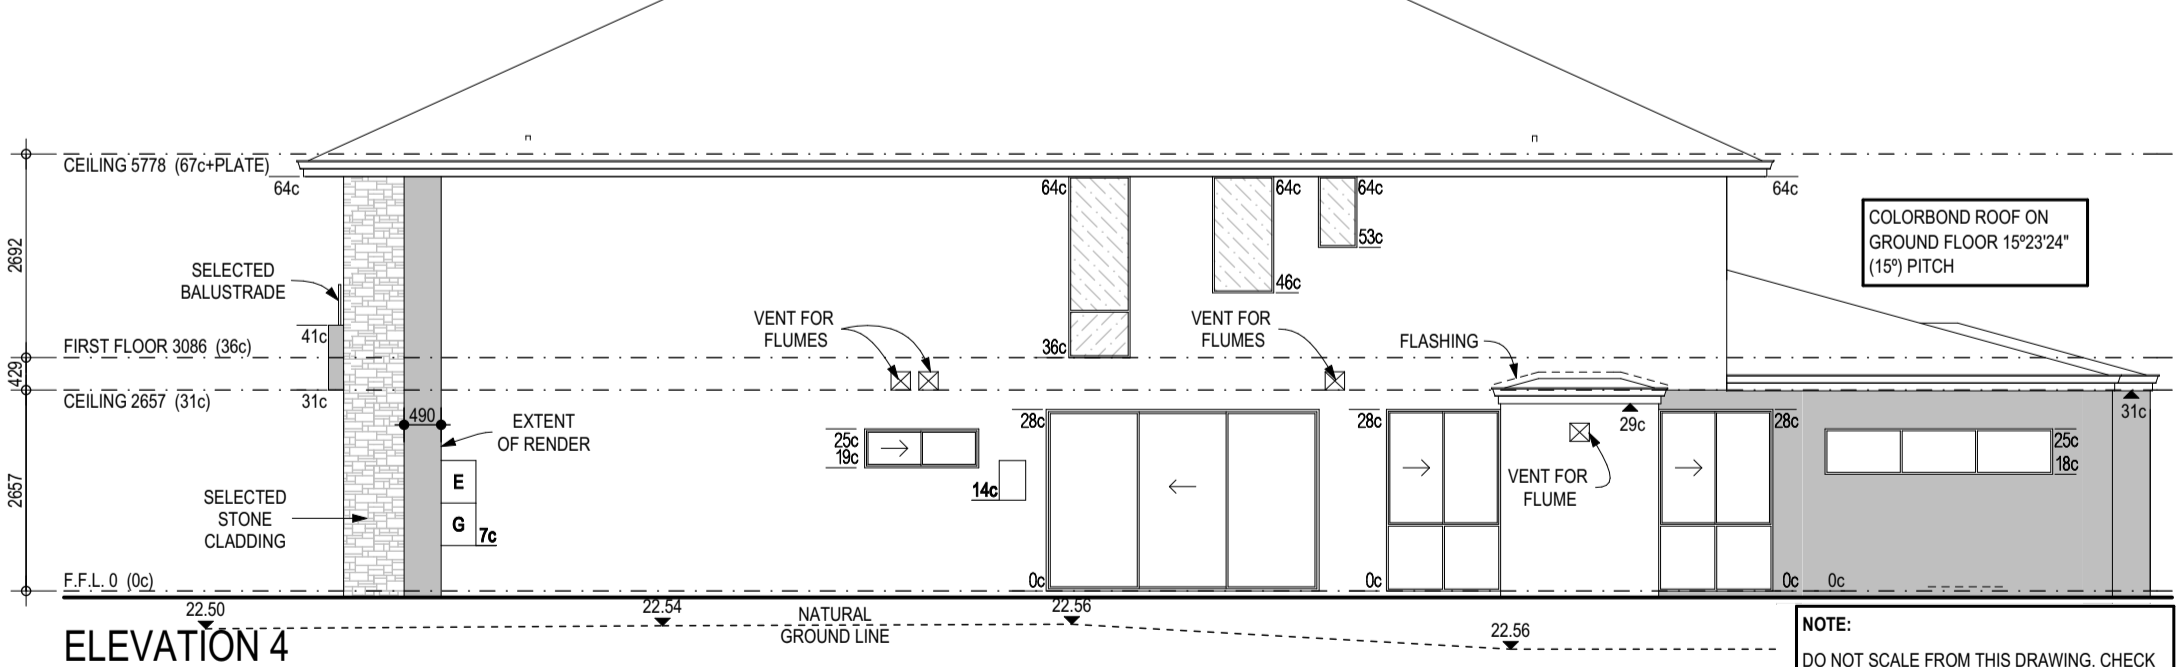 CEILING 5778 (67c+PLATE)
64c
64c
64c
64c
64c
COLORBOND ROOF ON
GROUND FLOOR 15º23'24"
(15º) PITCH
2692
53c
SELECTED
BALUSTRADE
46c
VENT FOR
FLUMES
VENT FOR
FLUMES
41c
FLASHING
FIRST FLOOR 3086 (36c)
36c
429
CEILING 2657 (31c)
31c
490
EXTENT
OF RENDER
28c
28c
29c
28c
31c
25c
19c
25c
18c
E
14c
VENT FOR
FLUME
2657
SELECTED
STONE
CLADDING
G
7c
F.F.L. 0 (0c)
0c
0c
0c
0c
22.50
22.54
NATURAL
GROUND LINE
22.56
22.56
ELEVATION 4
NOTE:
DO NOT SCALE FROM THIS DRAWING. CHECK